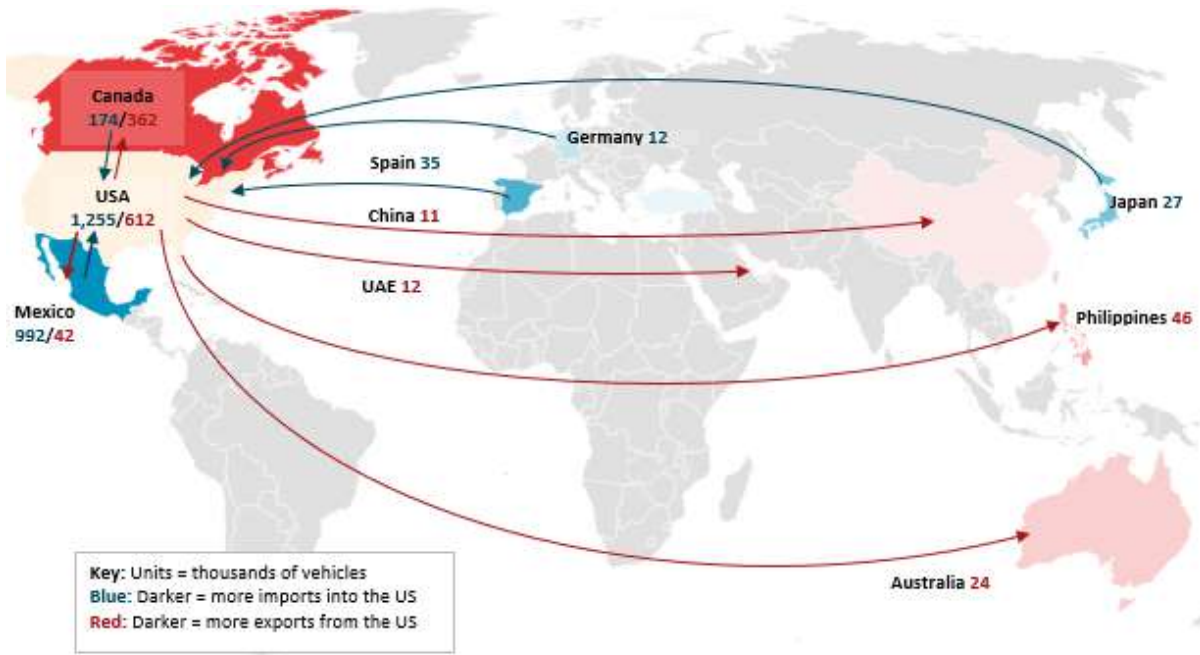 Canada
174/362
Germany 12
Spain 35
USA
Japan 27
1,255/612
China 11
UAE 12
Mexico
992/42
Philippines 46
Key: Units = thousands of vehicles
Blue: Darker = more imports into the US
Red: Darker = more exports from the US
Australia 24